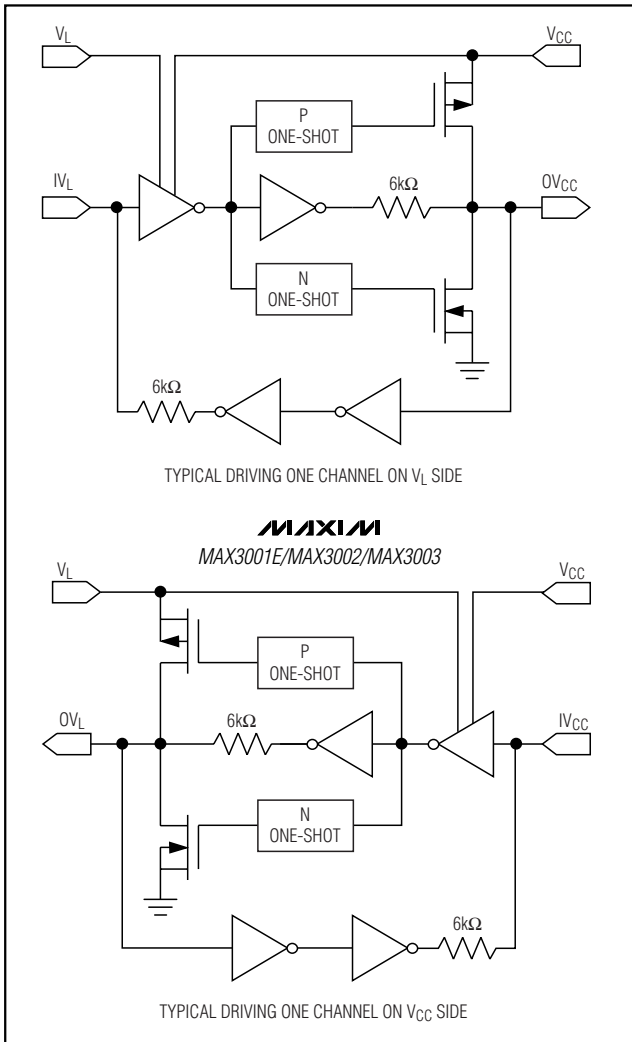 V_L
V_CC
P
ONE-SHOT
IV_L
6kΩ
OV_CC
N
ONE-SHOT
6kΩ
TYPICAL DRIVING ONE CHANNEL ON V_L SIDE
MAXIM
MAX3001E/MAX3002/MAX3003
V_L
V_CC
P
ONE-SHOT
OV_L
6kΩ
IV_CC
N
ONE-SHOT
6kΩ
TYPICAL DRIVING ONE CHANNEL ON V_CC SIDE